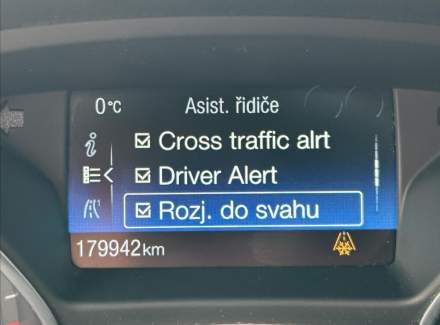 0°C Asist. řidiče
Cross traffic alrt
Driver Alert
Rozj. do svahu
179942km